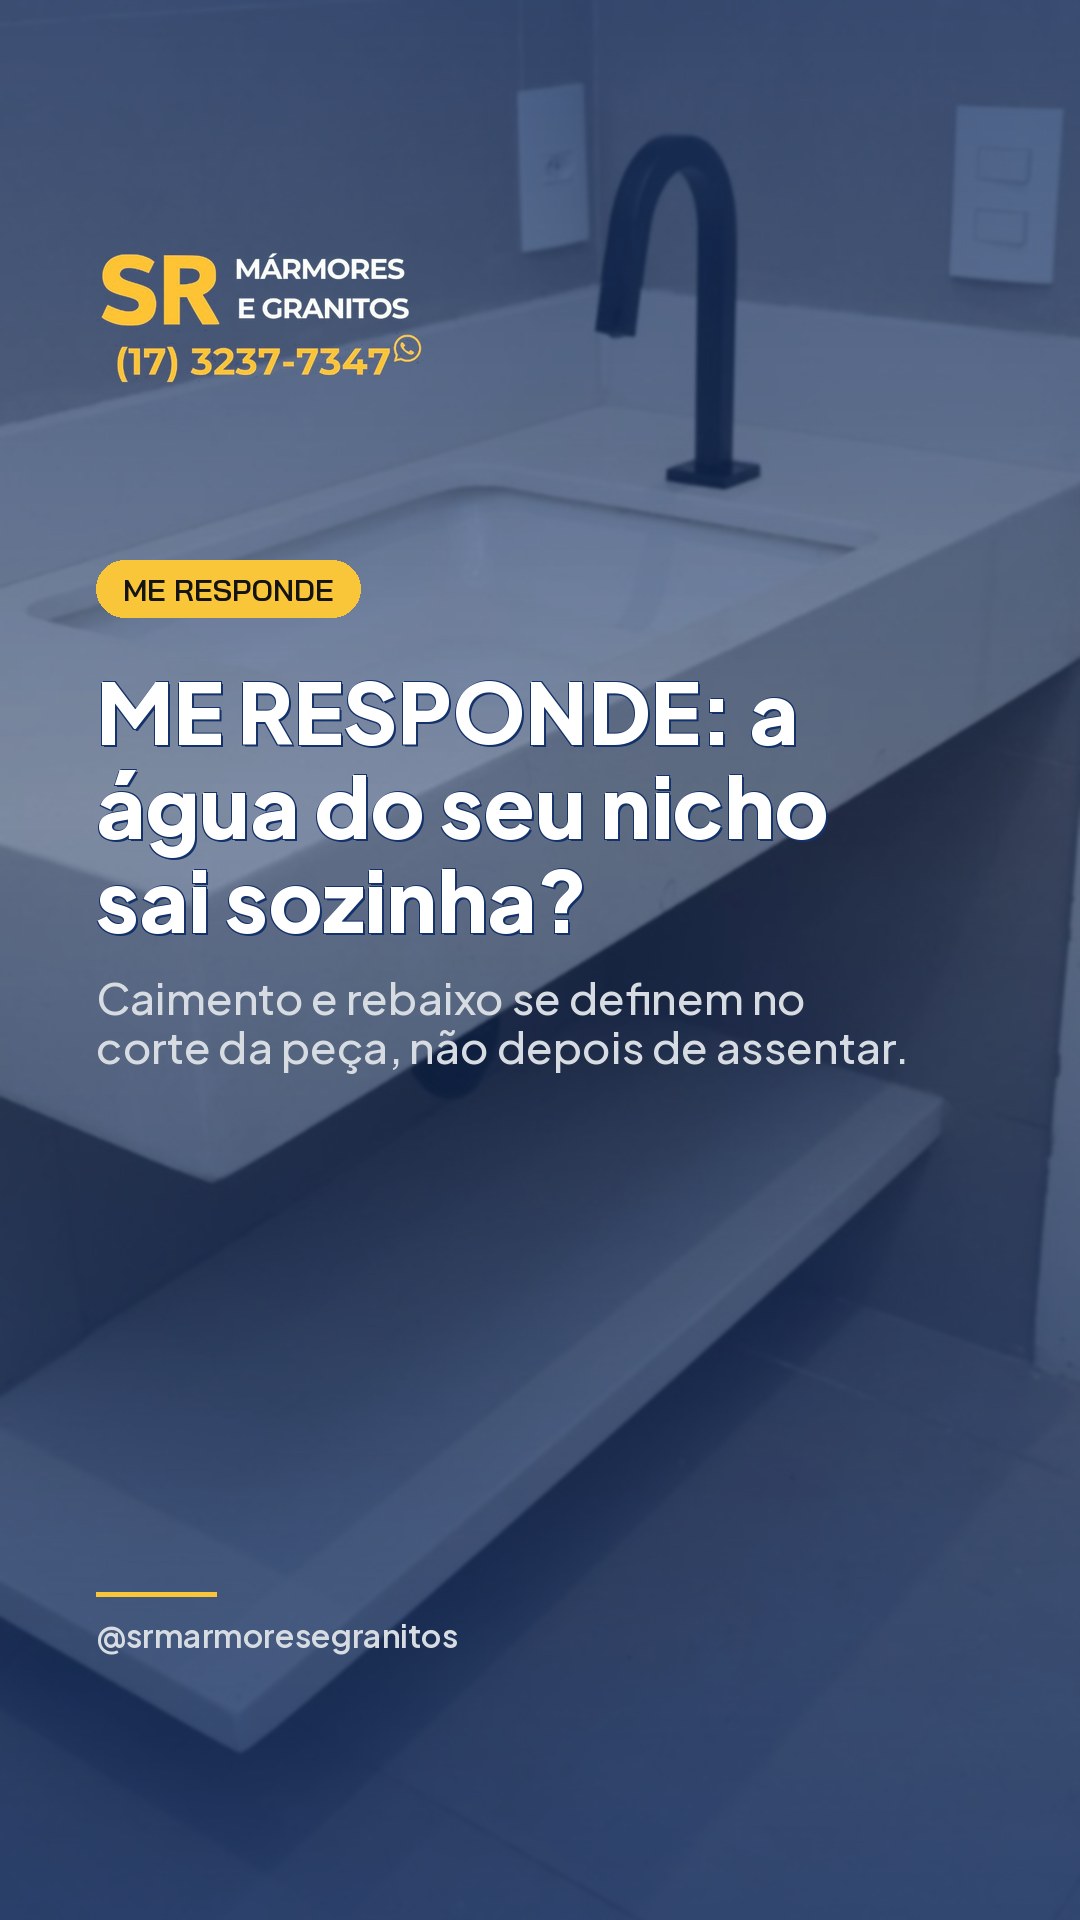 SR MÁRMORES
E GRANITOS
(17) 3237-7347
ME RESPONDE
ME RESPONDE: a
água do seu nicho
sai sozinha?
Caimento e rebaixo se definem no
corte da peça, não depois de assentar.
@srmarmoresegranitos